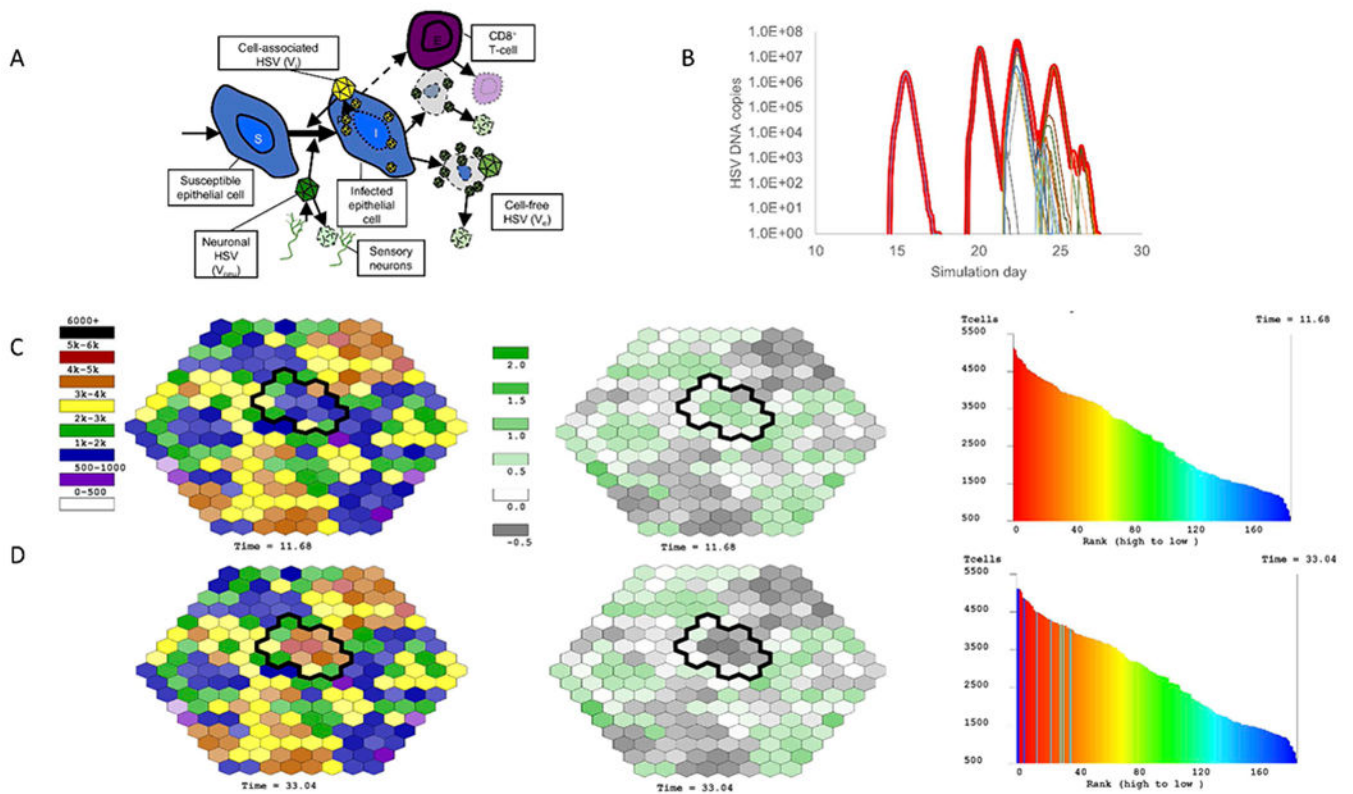 A
Cell-associated
HSV (Vi)
E
CD8+
T-cell
S
I
Susceptible
epithelial cell
Infected
epithelial
cell
Cell-free
HSV (Ve)
Neuronal
HSV
(Vneu)
Sensory
neurons
B
HSV DNA copies
1.0E+08
1.0E+07
1.0E+06
1.0E+05
1.0E+04
1.0E+03
1.0E+02
1.0E+01
1.0E+00
10
15
20
25
30
Simulation day
C
6000+
5k-6k
4k-5k
3k-4k
2k-3k
1k-2k
500-1000
0-500
Time = 11.68
2.0
1.5
1.0
0.5
0.0
-0.5
Time = 11.68
Tcells
Time = 11.68
5500
4500
3500
2500
1500
500
0
40
80
120
160
Rank (high to low )
D
Time = 33.04
Time = 33.04
Tcells
Time = 33.04
5500
4500
3500
2500
1500
500
0
40
80
120
160
Rank (high to low )